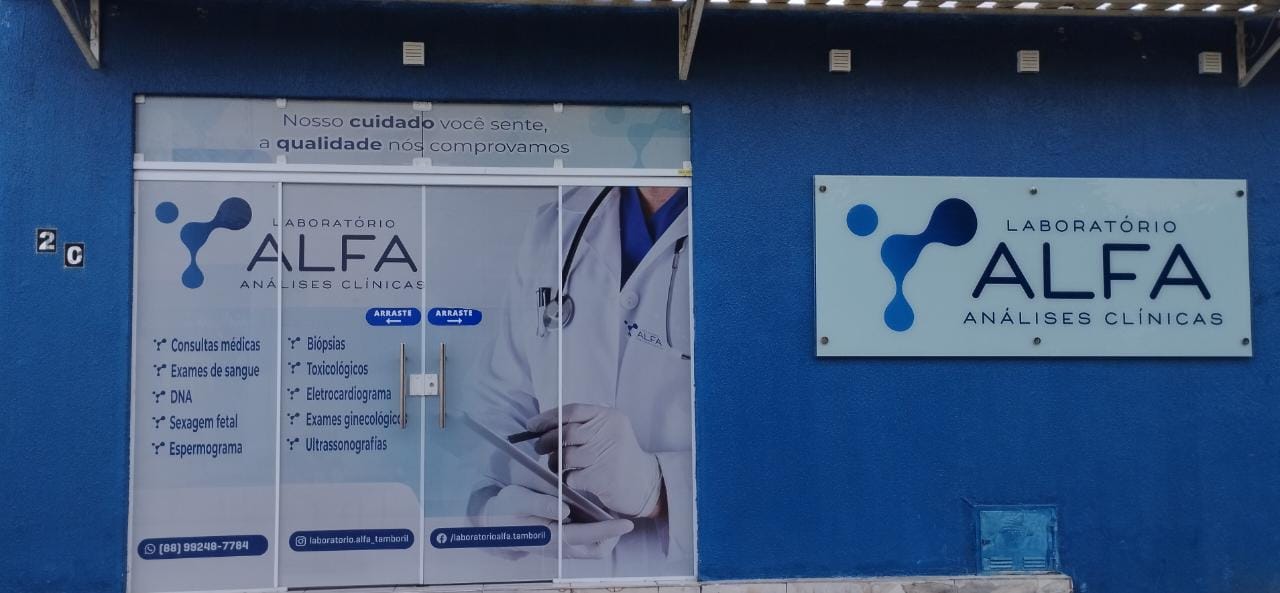 Nosso cuidado você sente,
a qualidade nós comprovamos
2
C
LABORATÓRIO
ALFA
ANÁLISES CLÍNICAS
ARRASTE
ARRASTE
Consultas médicas
Exames de sangue
DNA
Sexagem fetal
Espermograma
Biópsias
Toxicológicos
Eletrocardiograma
Exames ginecológicos
Ultrassonografias
(88) 99248-7784
laboratorio.alfa_tamboril
/laboratorioalfa.tamboril
ALFA
LABORATÓRIO
ALFA
ANÁLISES CLÍNICAS